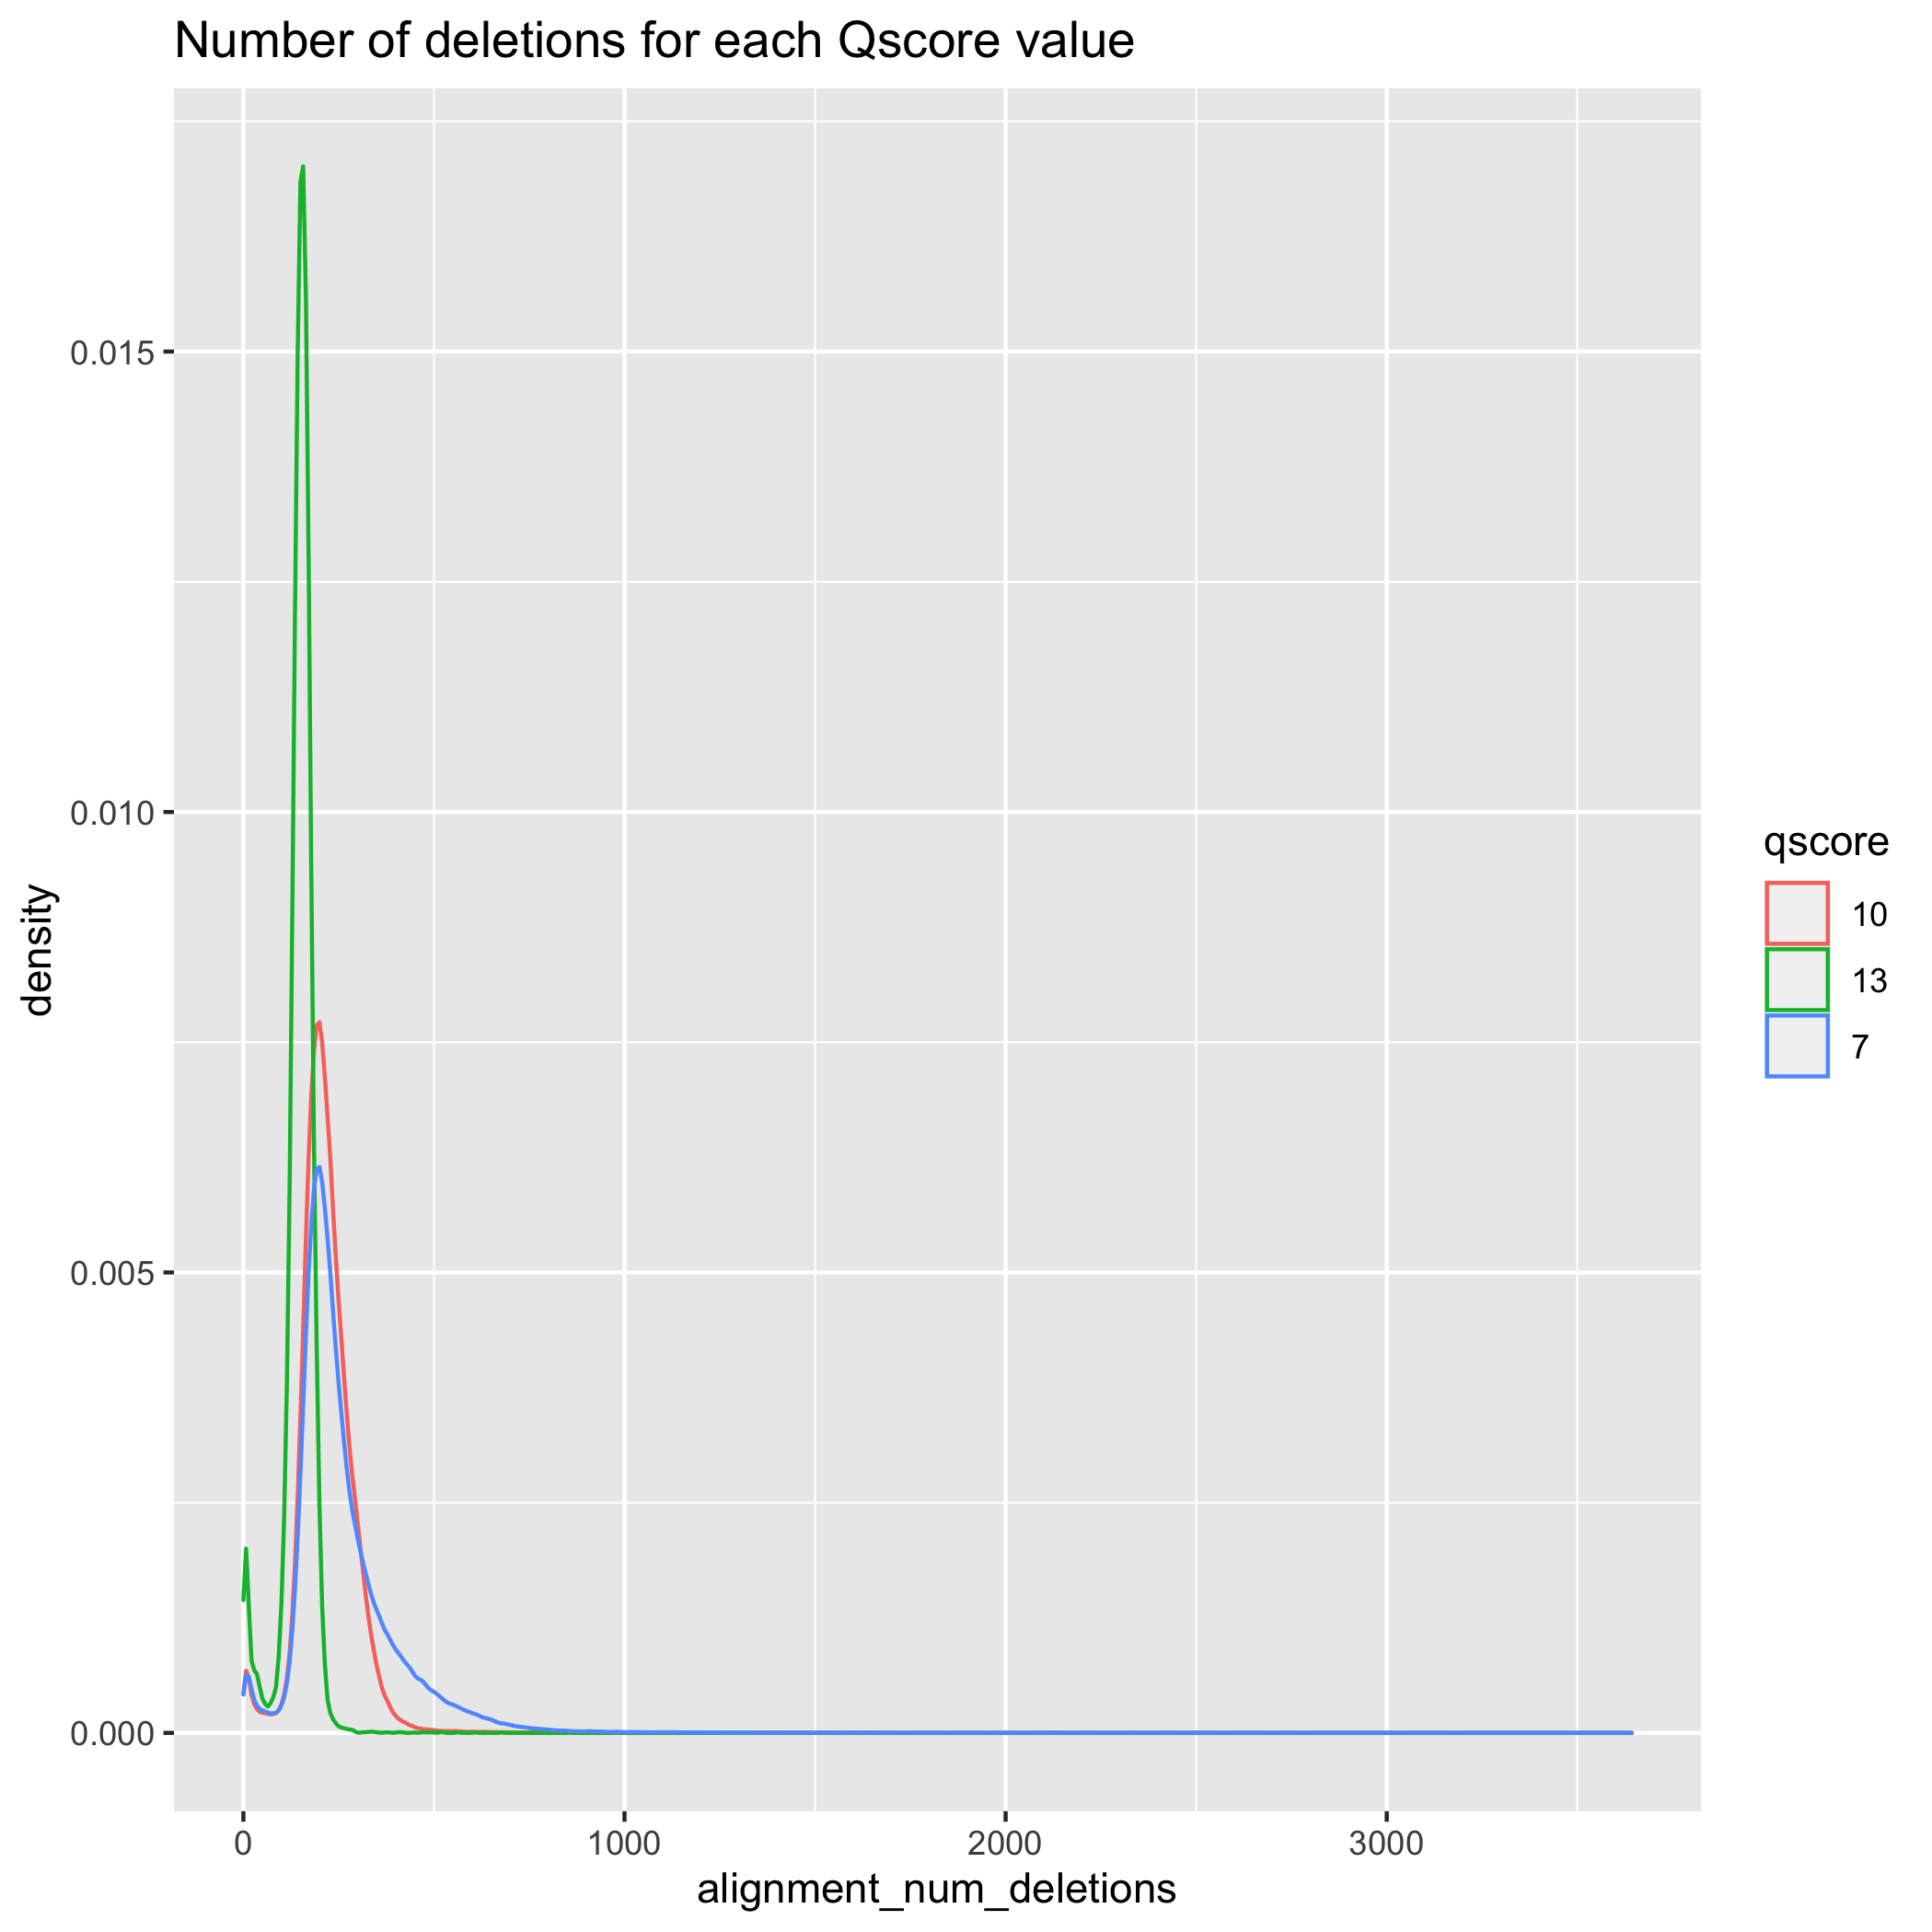 Number of deletions for each Qscore value
0.015
0.010
0.005
0.000
density
0 1000 2000 3000
alignment_num_deletions
qscore
10
13
7